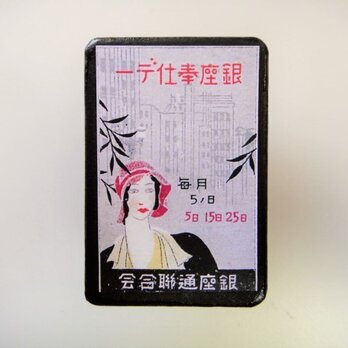 銀座奉仕デー
毎月
5ノ日
5日15日25日
銀座通聯合会